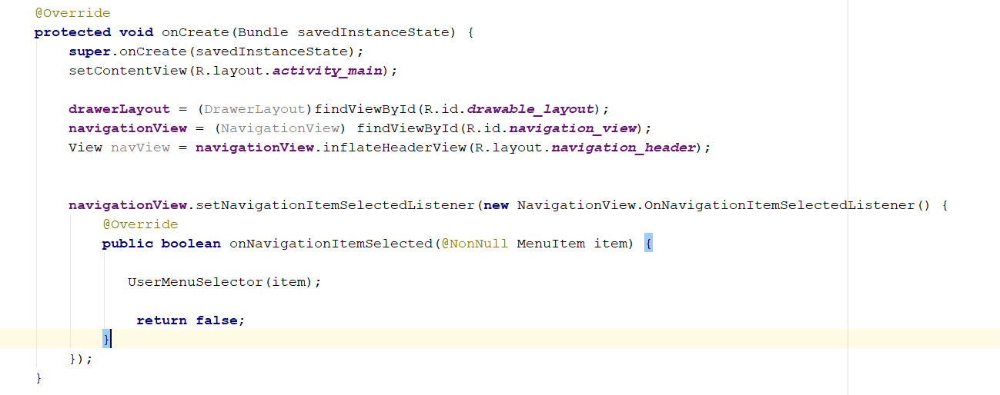 @Override
protected void onCreate(Bundle savedInstanceState) {
super.onCreate(savedInstanceState);
setContentView(R.layout.activity_main);
drawerLayout = (DrawerLayout)findViewById(R.id.drawable_layout);
navigationView = (NavigationView) findViewById(R.id.navigation_view);
View navView = navigationView.inflateHeaderView(R.layout.navigation_header);
navigationView.setNavigationItemSelectedListener(new NavigationView.OnNavigationItemSelectedListener() {
@Override
public boolean onNavigationItemSelected(@NonNull MenuItem item) {
UserMenuSelector(item);
return false;
}
});
}